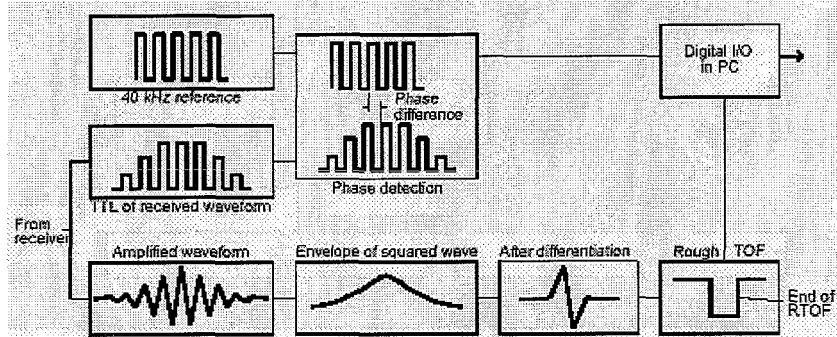 40 kHz reference
Phase
difference
Digital I/O
in PC
TTL of received waveform
Phase detection
From
receiver
Amplified waveform
Envelope of squared wave
After differentiation
Rough TOF
End of
RTOF